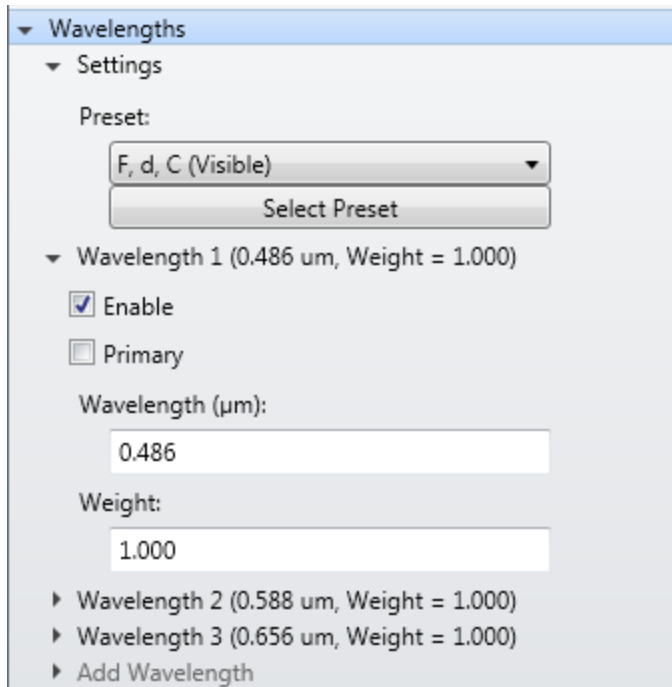 Wavelengths
Settings
Preset:
F, d, C (Visible)
Select Preset
Wavelength 1 (0.486 um, Weight = 1.000)
Enable
Primary
Wavelength (µm):
0.486
Weight:
1.000
Wavelength 2 (0.588 um, Weight = 1.000)
Wavelength 3 (0.656 um, Weight = 1.000)
Add Wavelength